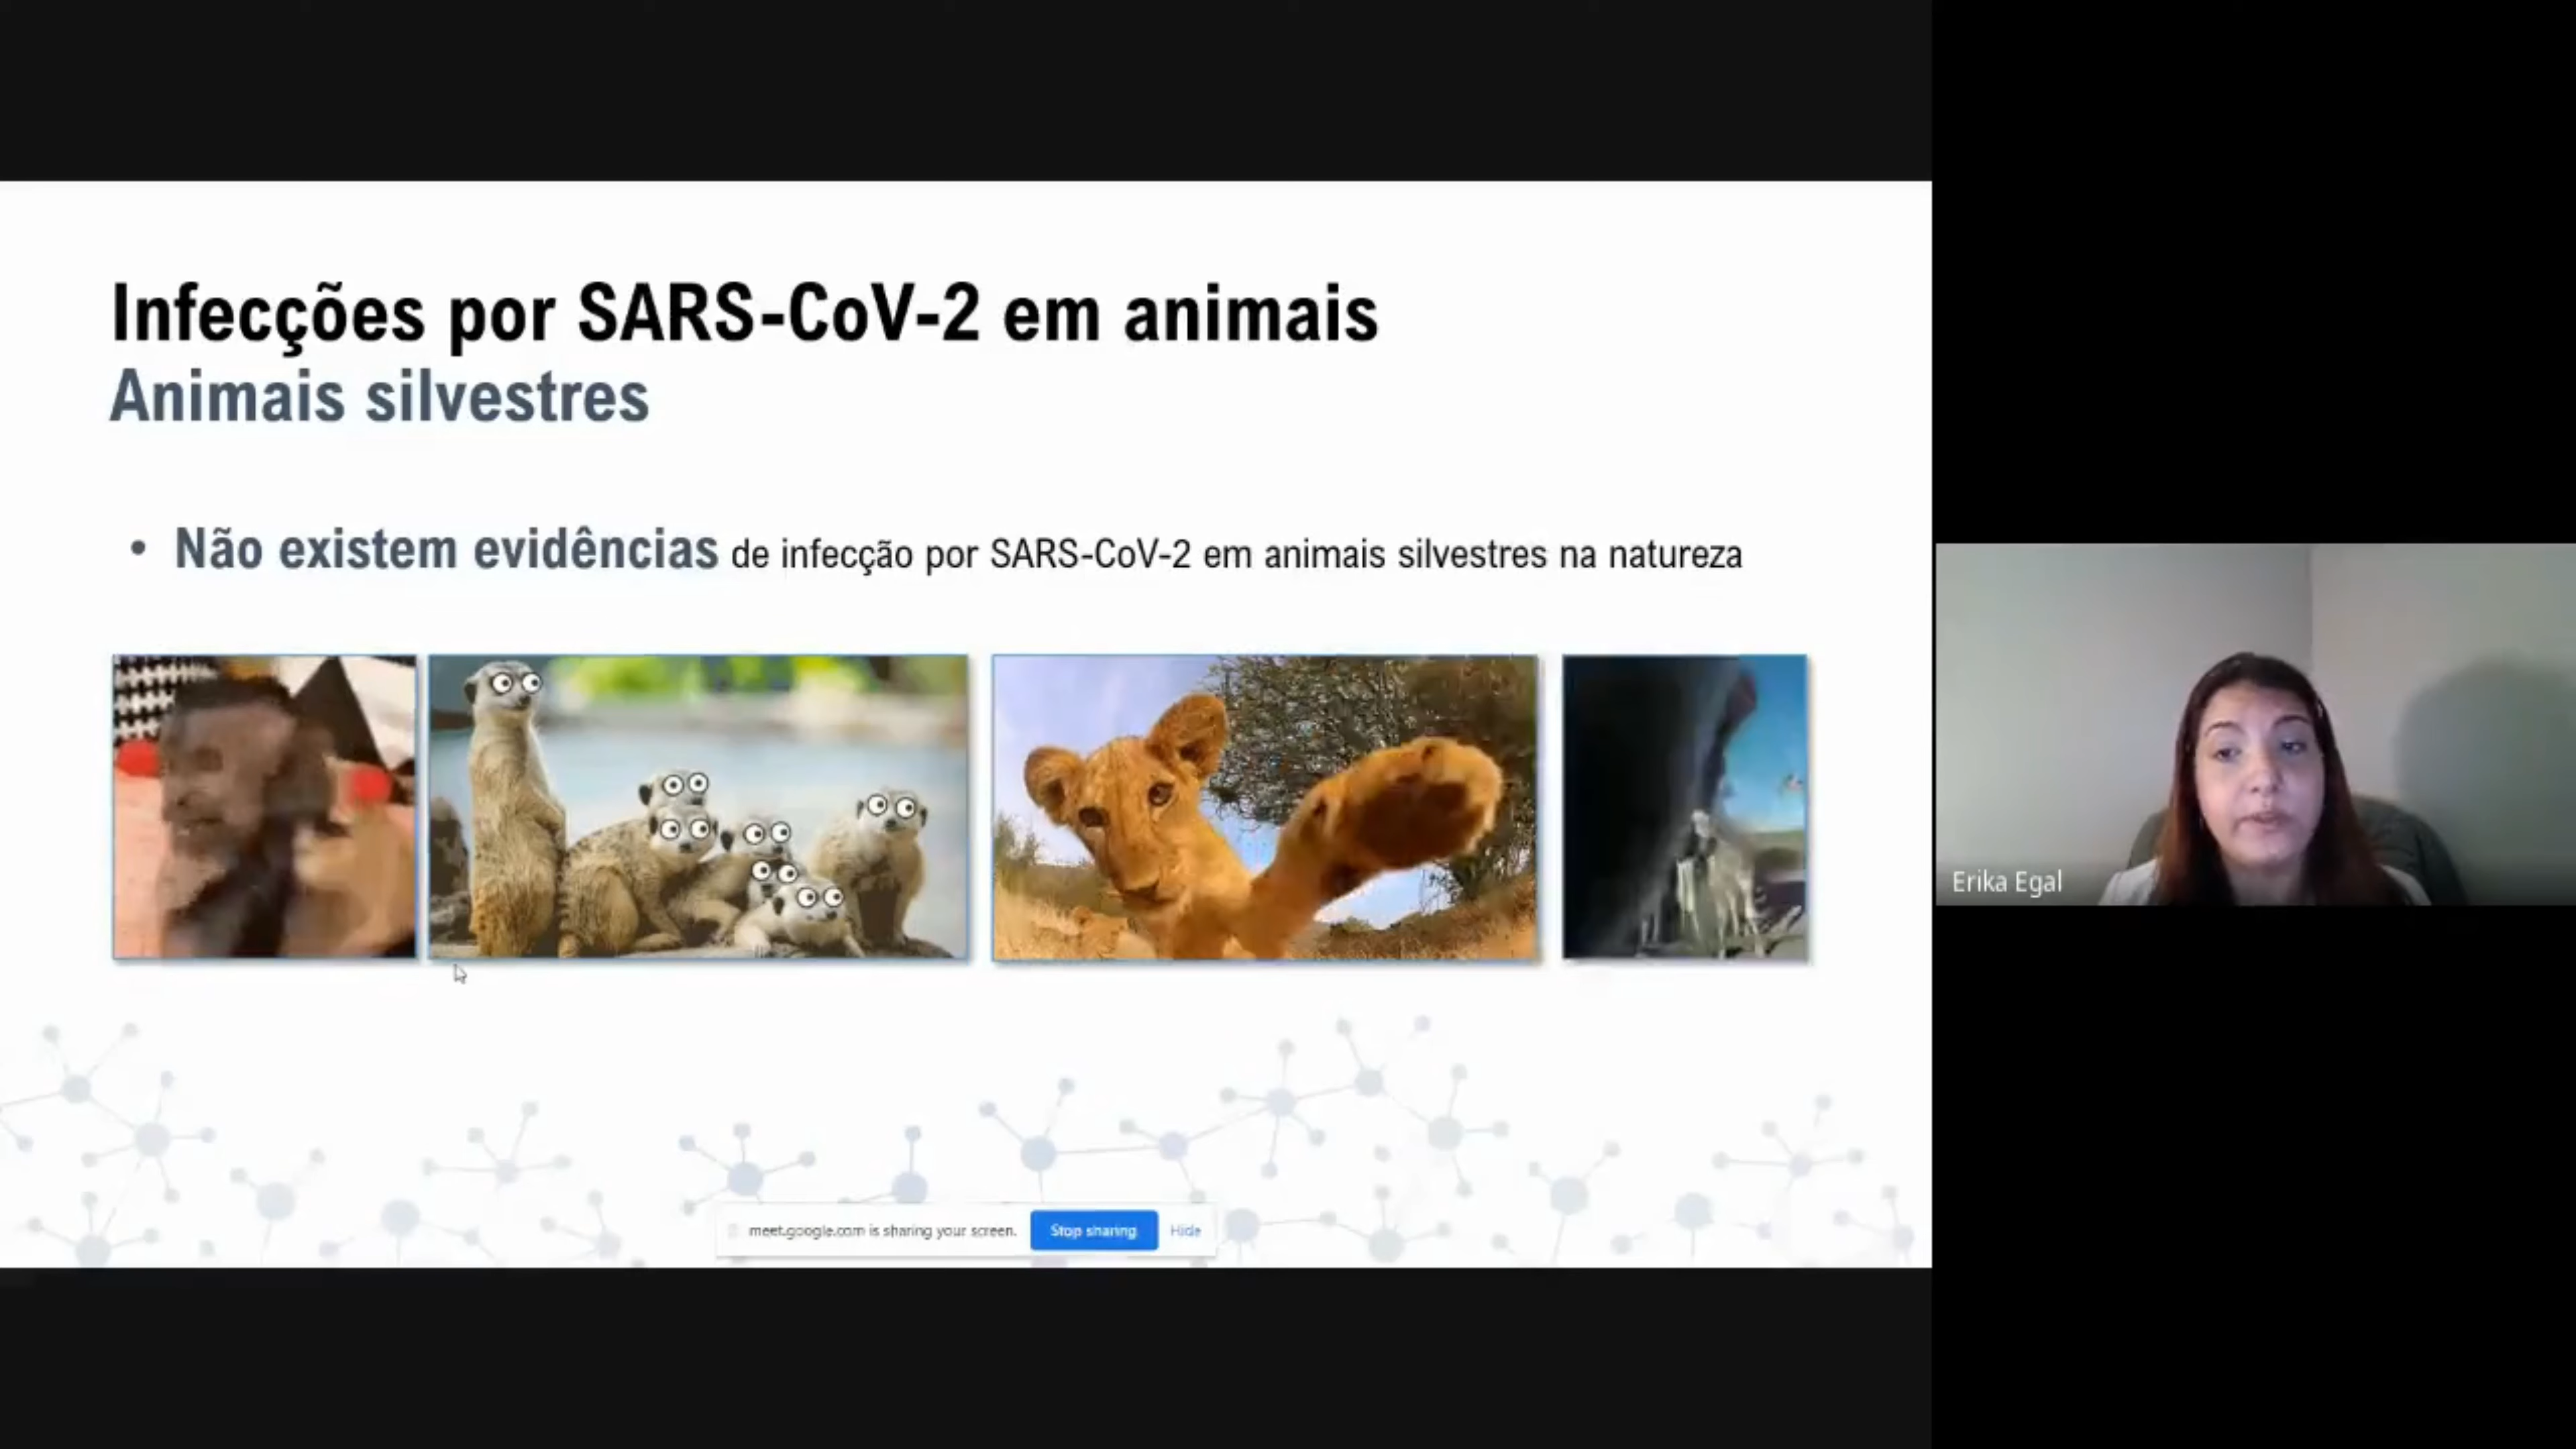 Infecções por SARS-CoV-2 em animais
Animais silvestres
• Não existem evidências de infecção por SARS-CoV-2 em animais silvestres na natureza
Erika Egal
meet.google.com is sharing your screen. Stop sharing Hide